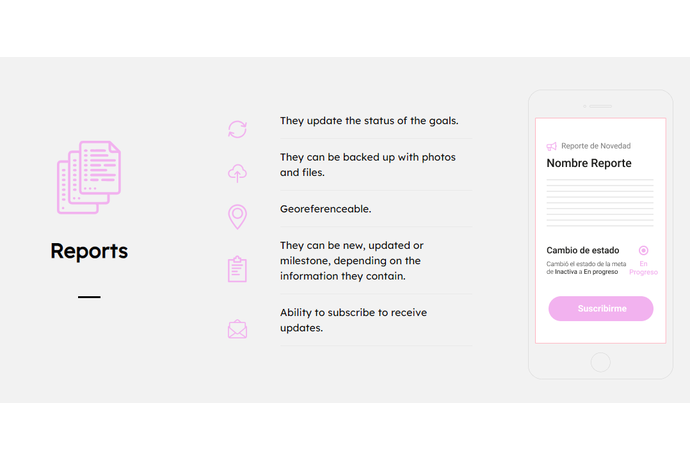 Reports
They update the status of the goals.
They can be backed up with photos
and files.
Georeferenceable.
They can be new, updated or
milestone, depending on the
information they contain.
Ability to subscribe to receive
updates.
Reporte de Novedad
Nombre Reporte
Cambio de estado
Cambió el estado de la meta
de Inactiva a En progreso
En
Progreso
Suscribirme